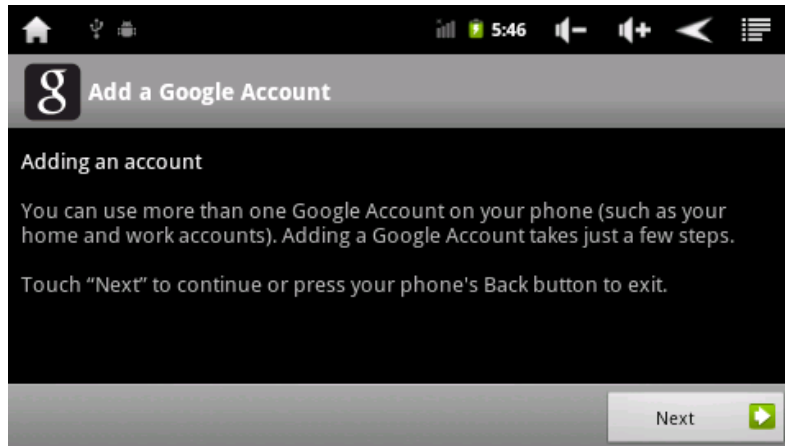 5:46
g Add a Google Account
Adding an account
You can use more than one Google Account on your phone (such as your
home and work accounts). Adding a Google Account takes just a few steps.
Touch “Next” to continue or press your phone's Back button to exit.
Next